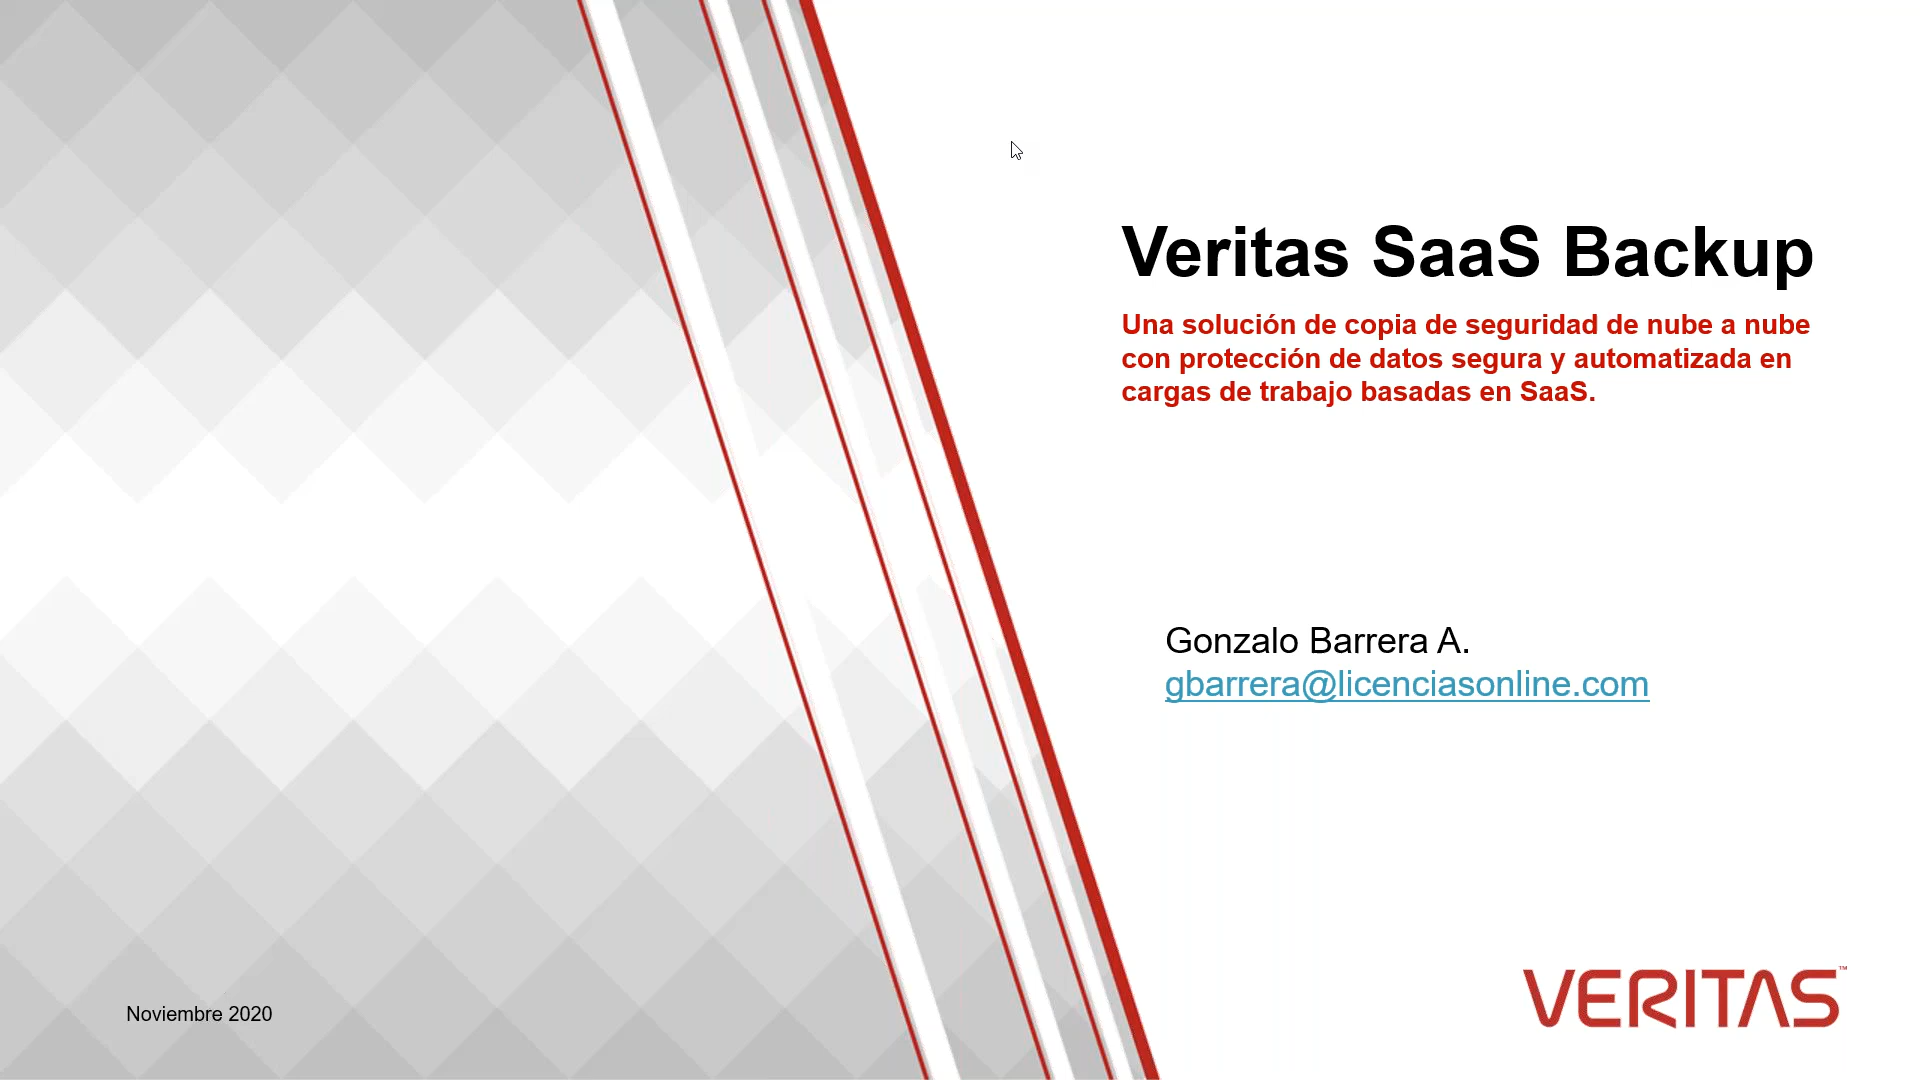 Veritas SaaS Backup
Una solución de copia de seguridad de nube a nube
con protección de datos segura y automatizada en
cargas de trabajo basadas en SaaS.
Gonzalo Barrera A.
gbarrera@licenciasonline.com
Noviembre 2020
VERITAS™